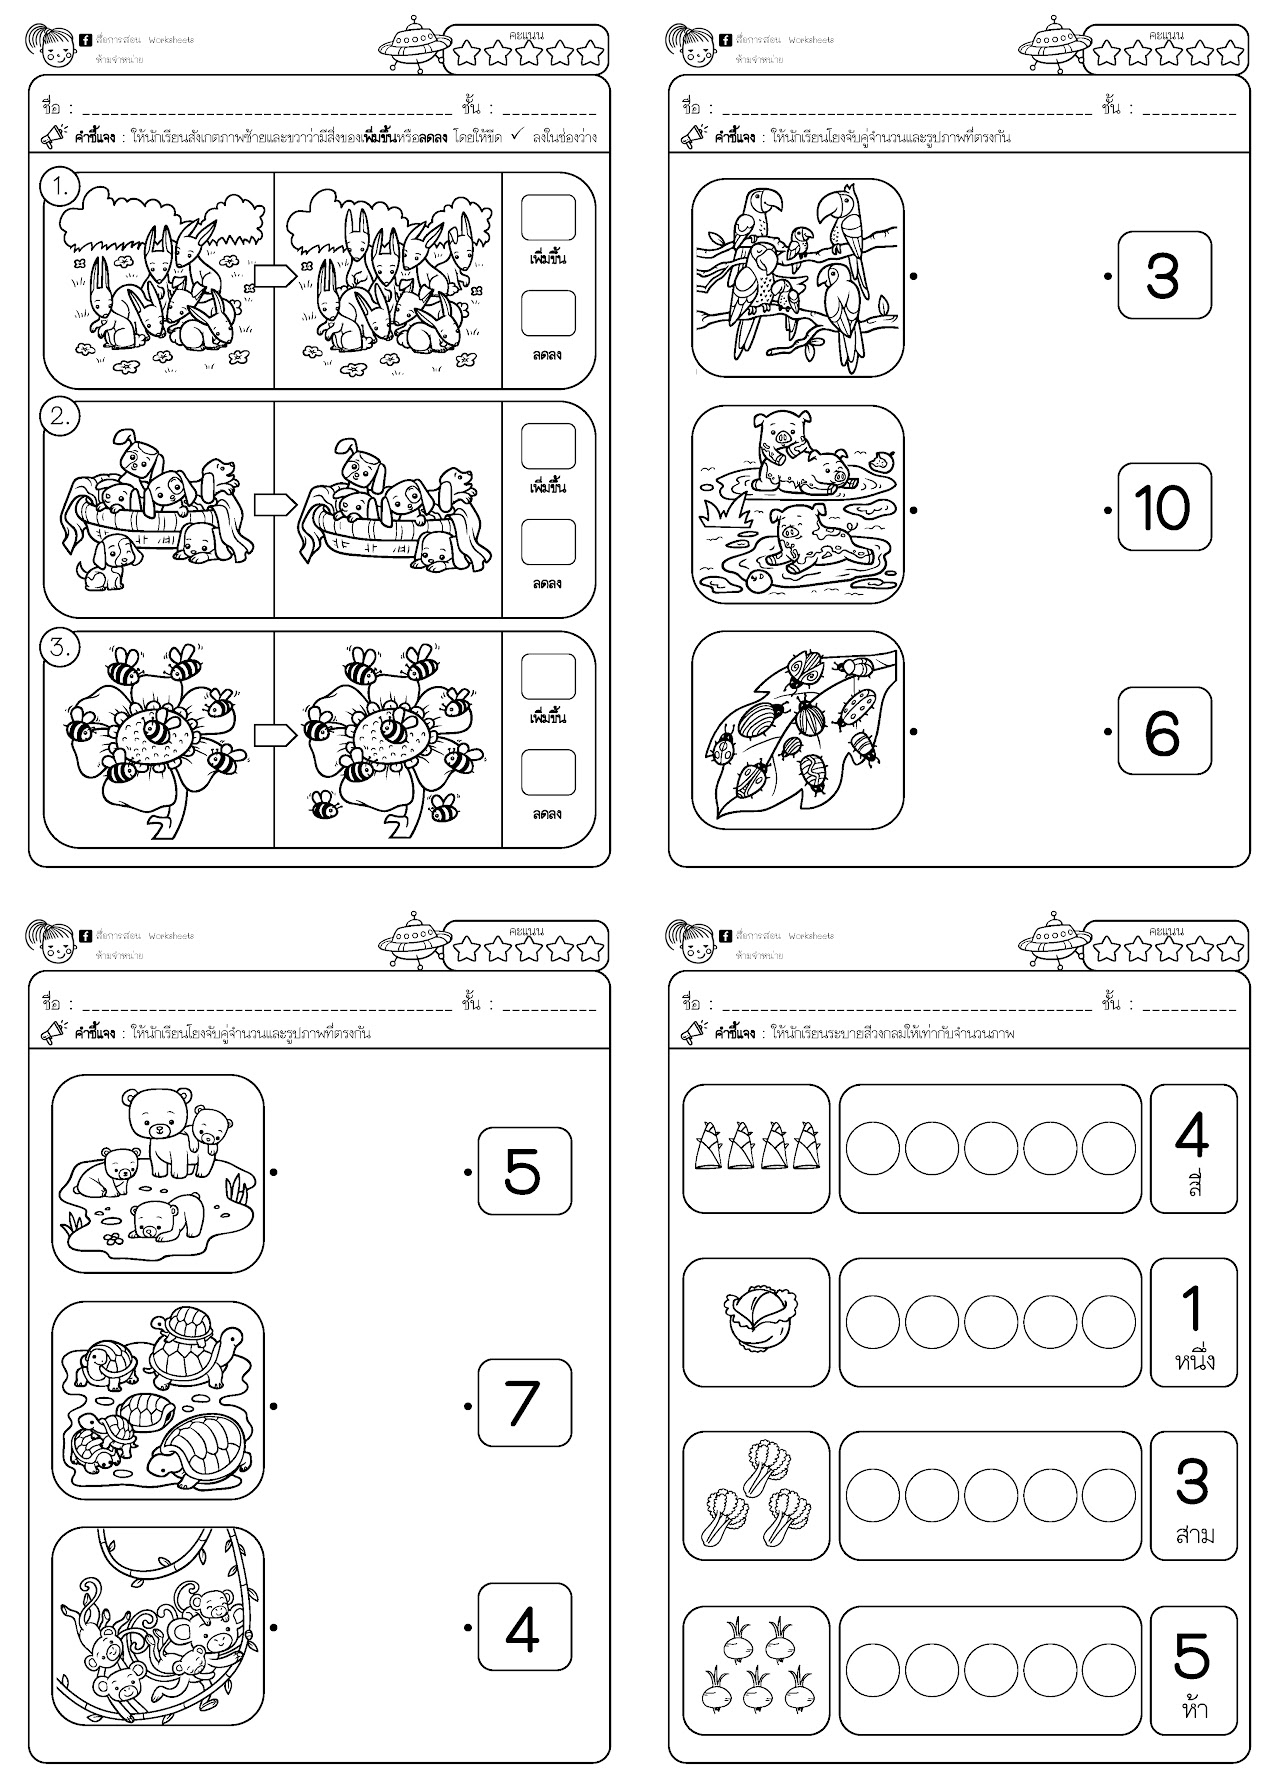 สื่อการสอน Worksheets
ห้ามจำหน่าย
คะแนน
ชื่อ : ชั้น :
คำชี้แจง : ให้นักเรียนสังเกตภาพซ้ายและขวาว่ามีสิ่งของเพิ่มขึ้นหรือลดลง โดยให้ขีด ✓ ลงในช่องว่าง
1.
เพิ่มขึ้น
ลดลง
2.
เพิ่มขึ้น
ลดลง
3.
เพิ่มขึ้น
ลดลง
สื่อการสอน Worksheets
ห้ามจำหน่าย
คะแนน
ชื่อ : ชั้น :
คำชี้แจง : ให้นักเรียนโยงจับคู่จำนวนและรูปภาพที่ตรงกัน
3
10
6
สื่อการสอน Worksheets
ห้ามจำหน่าย
คะแนน
ชื่อ : ชั้น :
คำชี้แจง : ให้นักเรียนโยงจับคู่จำนวนและรูปภาพที่ตรงกัน
5
7
4
สื่อการสอน Worksheets
ห้ามจำหน่าย
คะแนน
ชื่อ : ชั้น :
คำชี้แจง : ให้นักเรียนระบายสีวงกลมให้เท่ากับจำนวนภาพ
4
สี่
1
หนึ่ง
3
สาม
5
ห้า